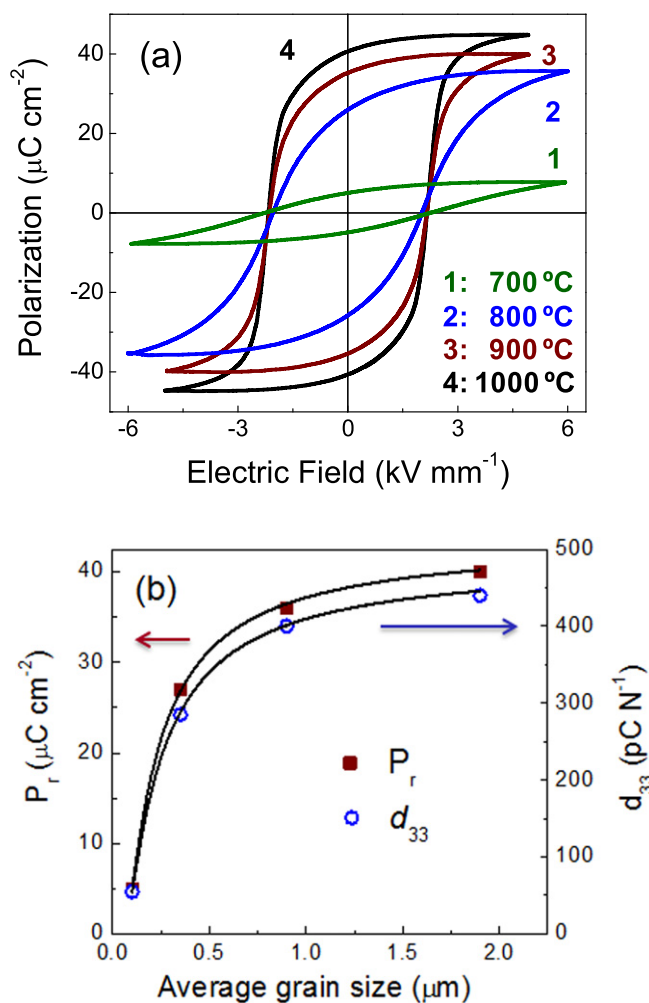 (a)
4
3
2
1
40
20
0
-20
-40
Polarization (μC cm⁻²)
1: 700 ºC
2: 800 ºC
3: 900 ºC
4: 1000 ºC
-6 -3 0 3 6
Electric Field (kV mm⁻¹)
(b)
40
30
20
10
0
Pᵣ (μC cm⁻²)
500
400
300
200
100
0
d₃₃ (pC N⁻¹)
Pᵣ
d₃₃
0.0 0.5 1.0 1.5 2.0
Average grain size (μm)